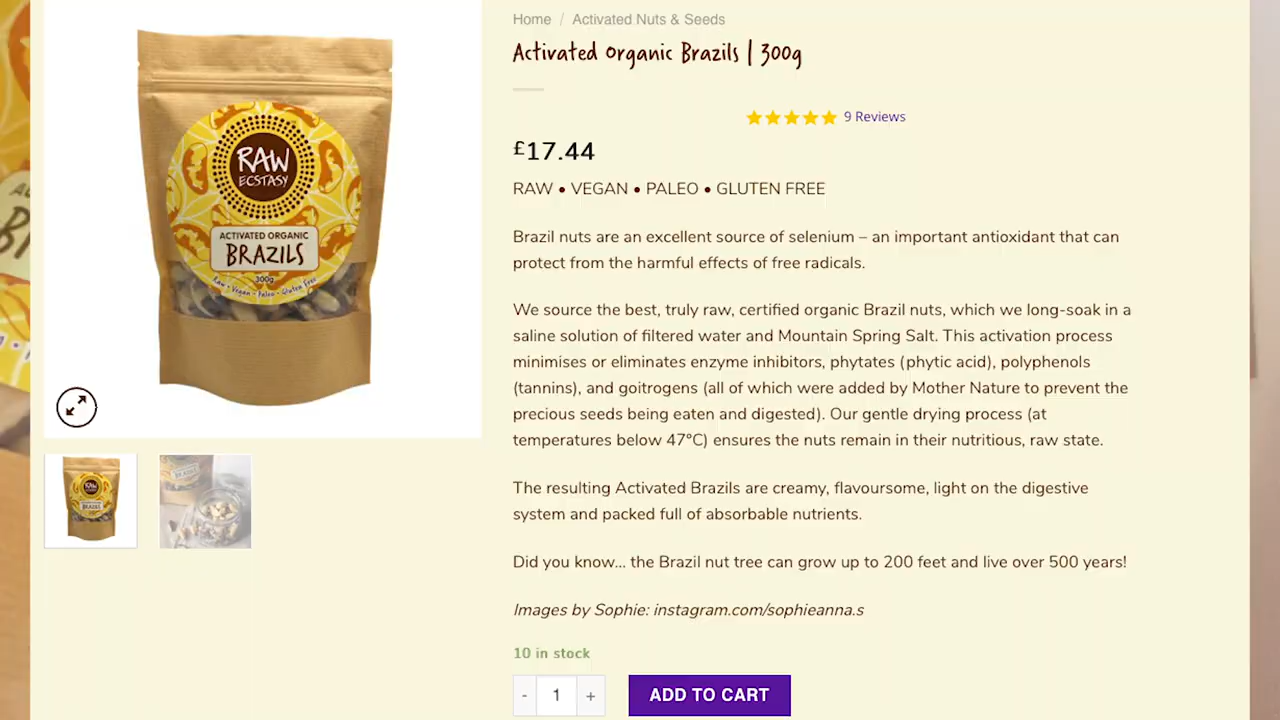 Home / Activated Nuts & Seeds
Activated Organic Brazils | 300g
9 Reviews
£17.44
RAW • VEGAN • PALEO • GLUTEN FREE
Brazil nuts are an excellent source of selenium – an important antioxidant that can
protect from the harmful effects of free radicals.
We source the best, truly raw, certified organic Brazil nuts, which we long-soak in a
saline solution of filtered water and Mountain Spring Salt. This activation process
minimises or eliminates enzyme inhibitors, phytates (phytic acid), polyphenols
(tannins), and goitrogens (all of which were added by Mother Nature to prevent the
precious seeds being eaten and digested). Our gentle drying process (at
temperatures below 47°C) ensures the nuts remain in their nutritious, raw state.
The resulting Activated Brazils are creamy, flavoursome, light on the digestive
system and packed full of absorbable nutrients.
Did you know... the Brazil nut tree can grow up to 200 feet and live over 500 years!
Images by Sophie: instagram.com/sophieanna.s
10 in stock
- 1 +
ADD TO CART
RAW
ECSTASY
ACTIVATED ORGANIC
BRAZILS
300g
Raw • Vegan • Paleo • Gluten Free
RAW
BRAZILS
BRAZILS